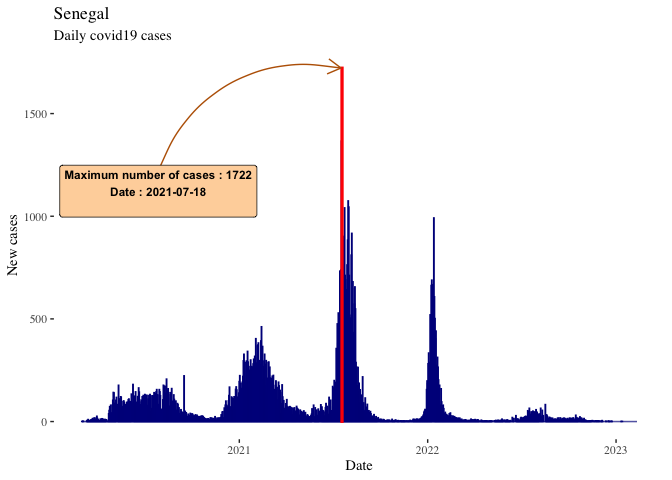 Senegal
Daily covid19 cases
1500
Maximum number of cases : 1722
Date : 2021-07-18
1000
New cases
500
0
2021
2022
2023
Date